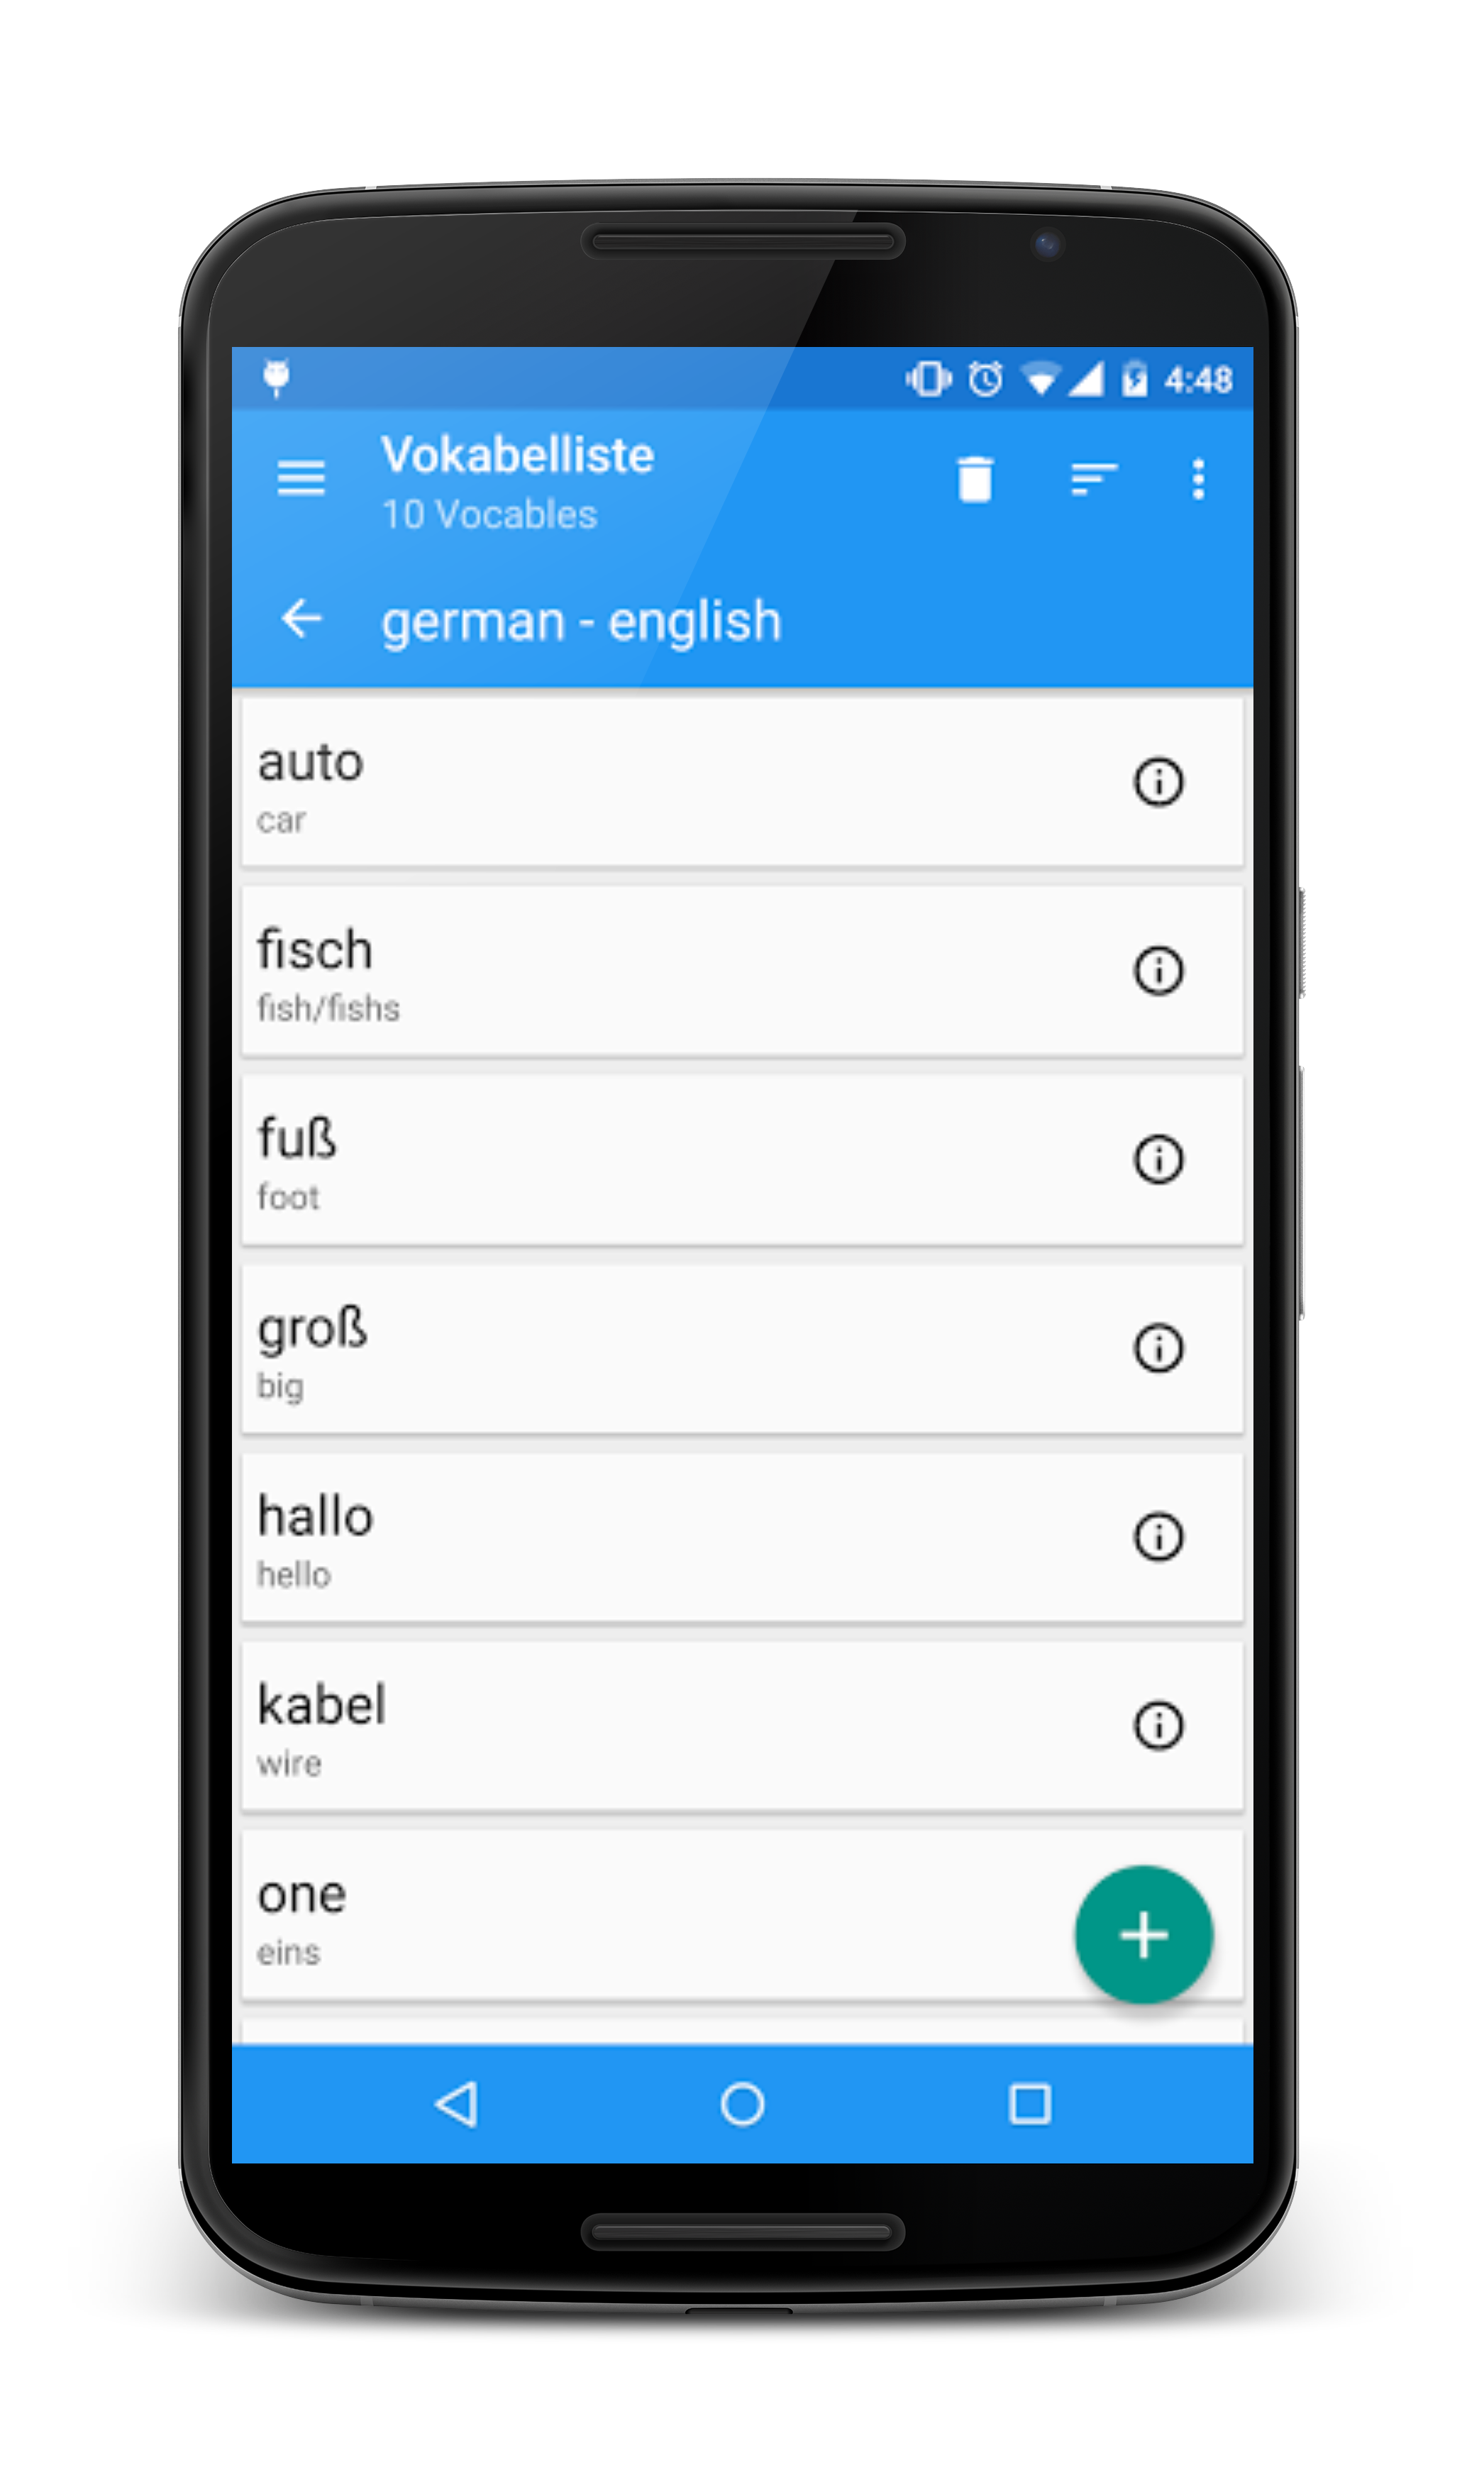 4:48
Vokabelliste
10 Vocables
german - english
auto
car
fisch
fish/fishs
fuß
foot
groß
big
hallo
hello
kabel
wire
one
eins